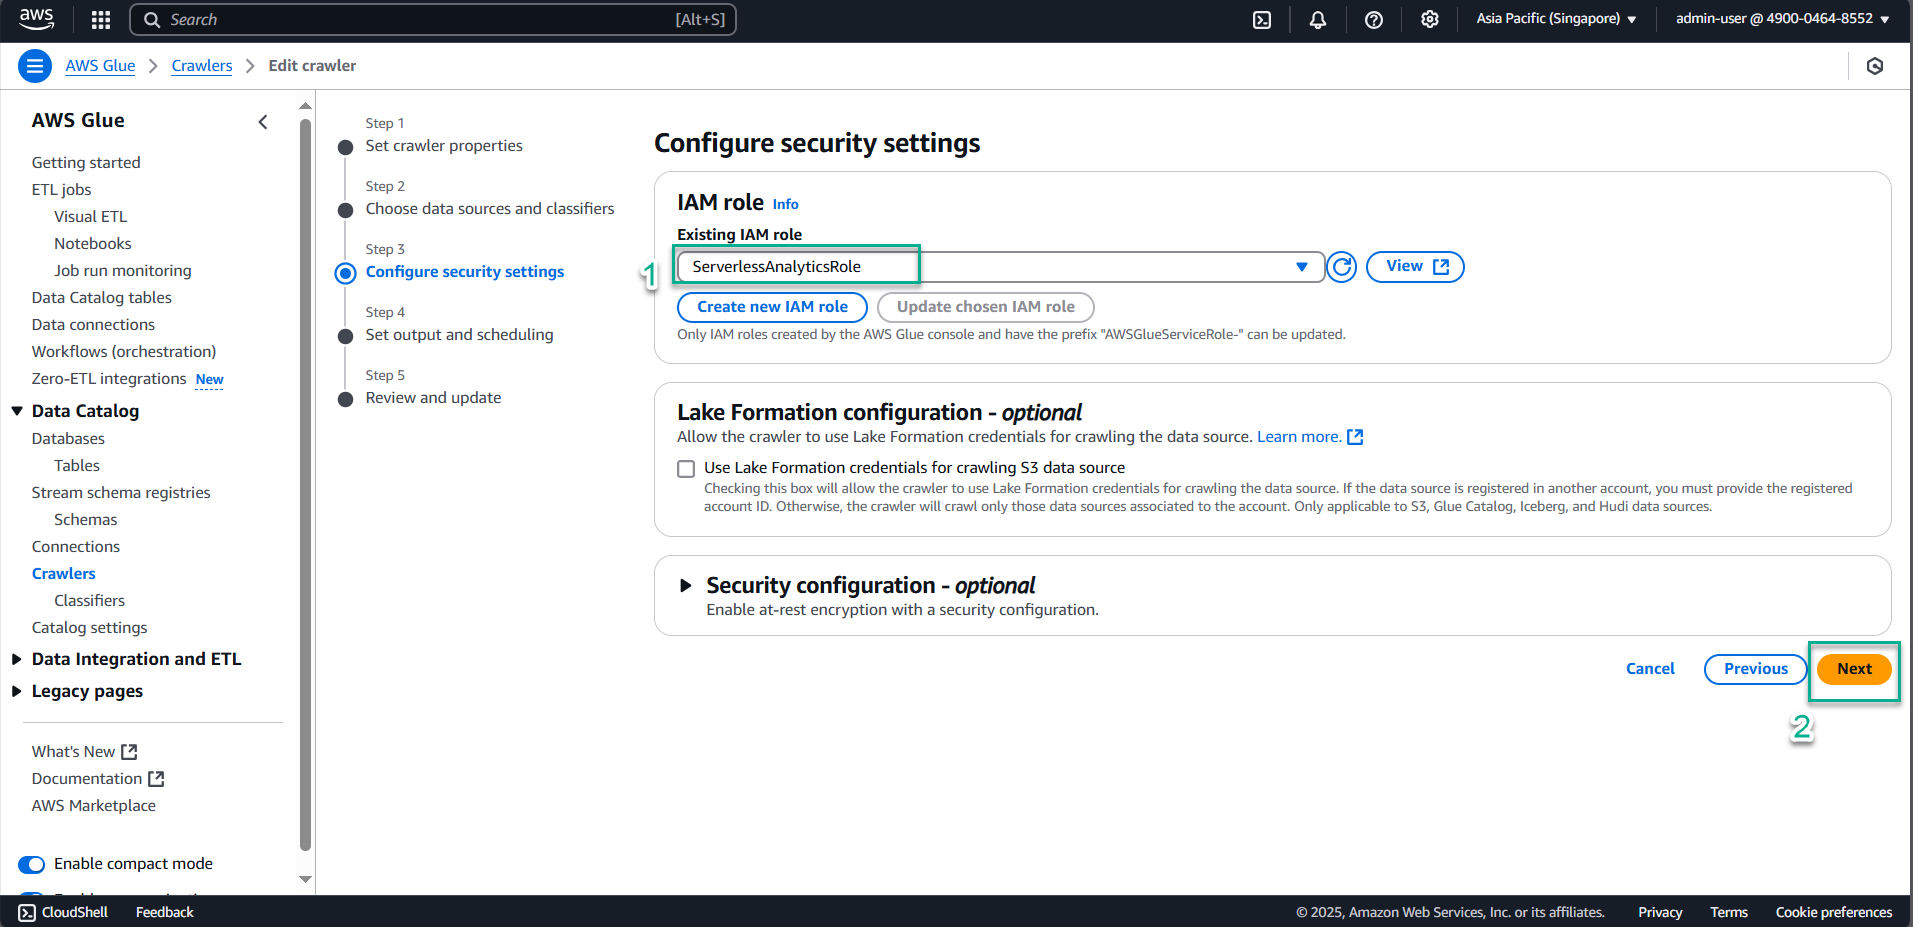 aws
Search
[Alt+S]
Asia Pacific (Singapore)
admin-user @ 4900-0464-8552
AWS Glue
Crawlers
Edit crawler
AWS Glue
Getting started
ETL jobs
Visual ETL
Notebooks
Job run monitoring
Data Catalog tables
Data connections
Workflows (orchestration)
Zero-ETL integrations New
Data Catalog
Databases
Tables
Stream schema registries
Schemas
Connections
Crawlers
Classifiers
Catalog settings
Data Integration and ETL
Legacy pages
What's New
Documentation
AWS Marketplace
Enable compact mode
Step 1
Set crawler properties
Step 2
Choose data sources and classifiers
Step 3
Configure security settings
Step 4
Set output and scheduling
Step 5
Review and update
Configure security settings
IAM role Info
Existing IAM role
1
ServerlessAnalyticsRole
View
Create new IAM role
Update chosen IAM role
Only IAM roles created by the AWS Glue console and have the prefix "AWSGlueServiceRole-" can be updated.
Lake Formation configuration - optional
Allow the crawler to use Lake Formation credentials for crawling the data source. Learn more.
Use Lake Formation credentials for crawling S3 data source
Checking this box will allow the crawler to use Lake Formation credentials for crawling the data source. If the data source is registered in another account, you must provide the registered
account ID. Otherwise, the crawler will crawl only those data sources associated to the account. Only applicable to S3, Glue Catalog, Iceberg, and Hudi data sources.
Security configuration - optional
Enable at-rest encryption with a security configuration.
Cancel
Previous
Next
2
CloudShell
Feedback
© 2025, Amazon Web Services, Inc. or its affiliates.
Privacy
Terms
Cookie preferences